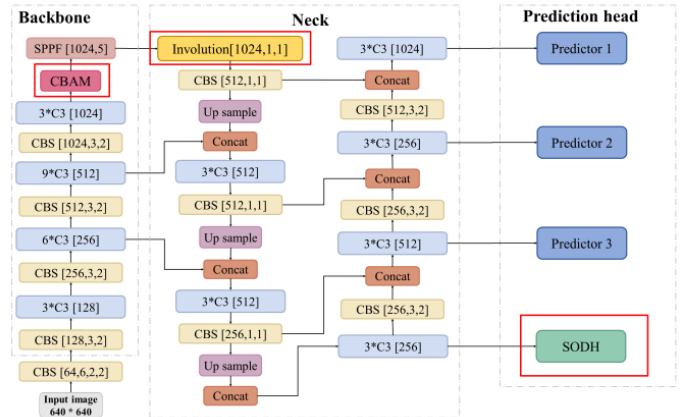 Backbone
Neck
Prediction head
SPPF [1024,5]
CBAM
3*C3 [1024]
CBS [1024,3,2]
9*C3 [512]
CBS [512,3,2]
6*C3 [256]
CBS [256,3,2]
3*C3 [128]
CBS [128,3,2]
CBS [64,6,2,2]
Input image
640 * 640
Involution[1024,1,1]
CBS [512,1,1]
Up sample
Concat
3*C3 [512]
CBS [512,1,1]
Up sample
Concat
3*C3 [512]
CBS [256,1,1]
Up sample
Concat
3*C3 [1024]
Concat
CBS [512,3,2]
3*C3 [256]
Concat
CBS [256,3,2]
3*C3 [512]
Concat
CBS [256,3,2]
3*C3 [256]
Predictor 1
Predictor 2
Predictor 3
SODH